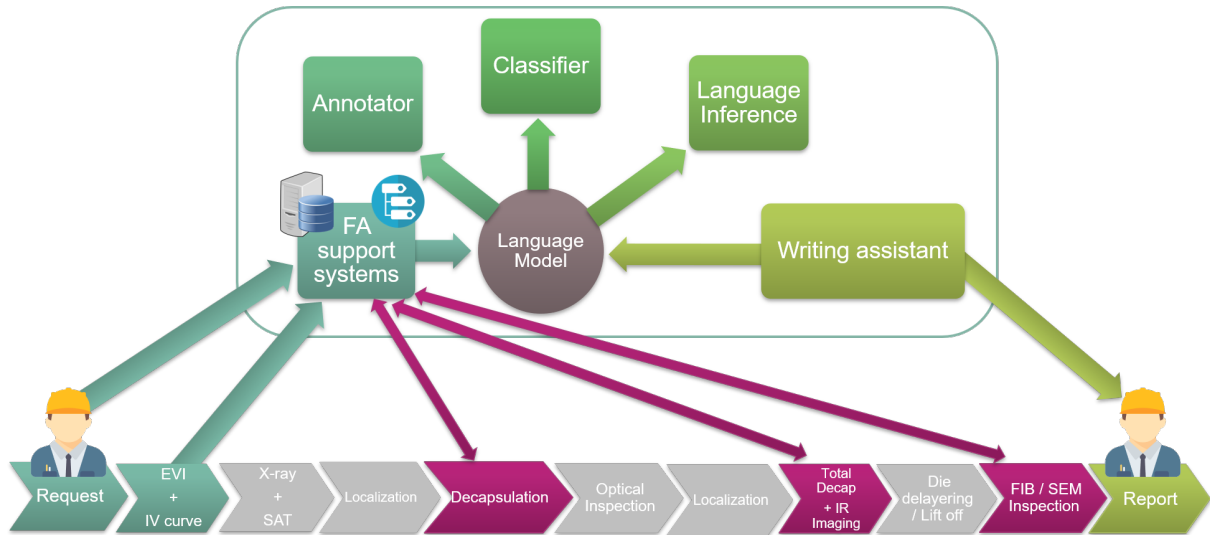 Classifier
Annotator
Language
Inference
FA
support
systems
Language
Model
Writing assistant
Request
EVI
+
IV curve
X-ray
+
SAT
Localization
Decapsulation
Optical
Inspection
Localization
Total
Decap
+ IR
Imaging
Die
delayering
/ Lift off
FIB / SEM
Inspection
Report